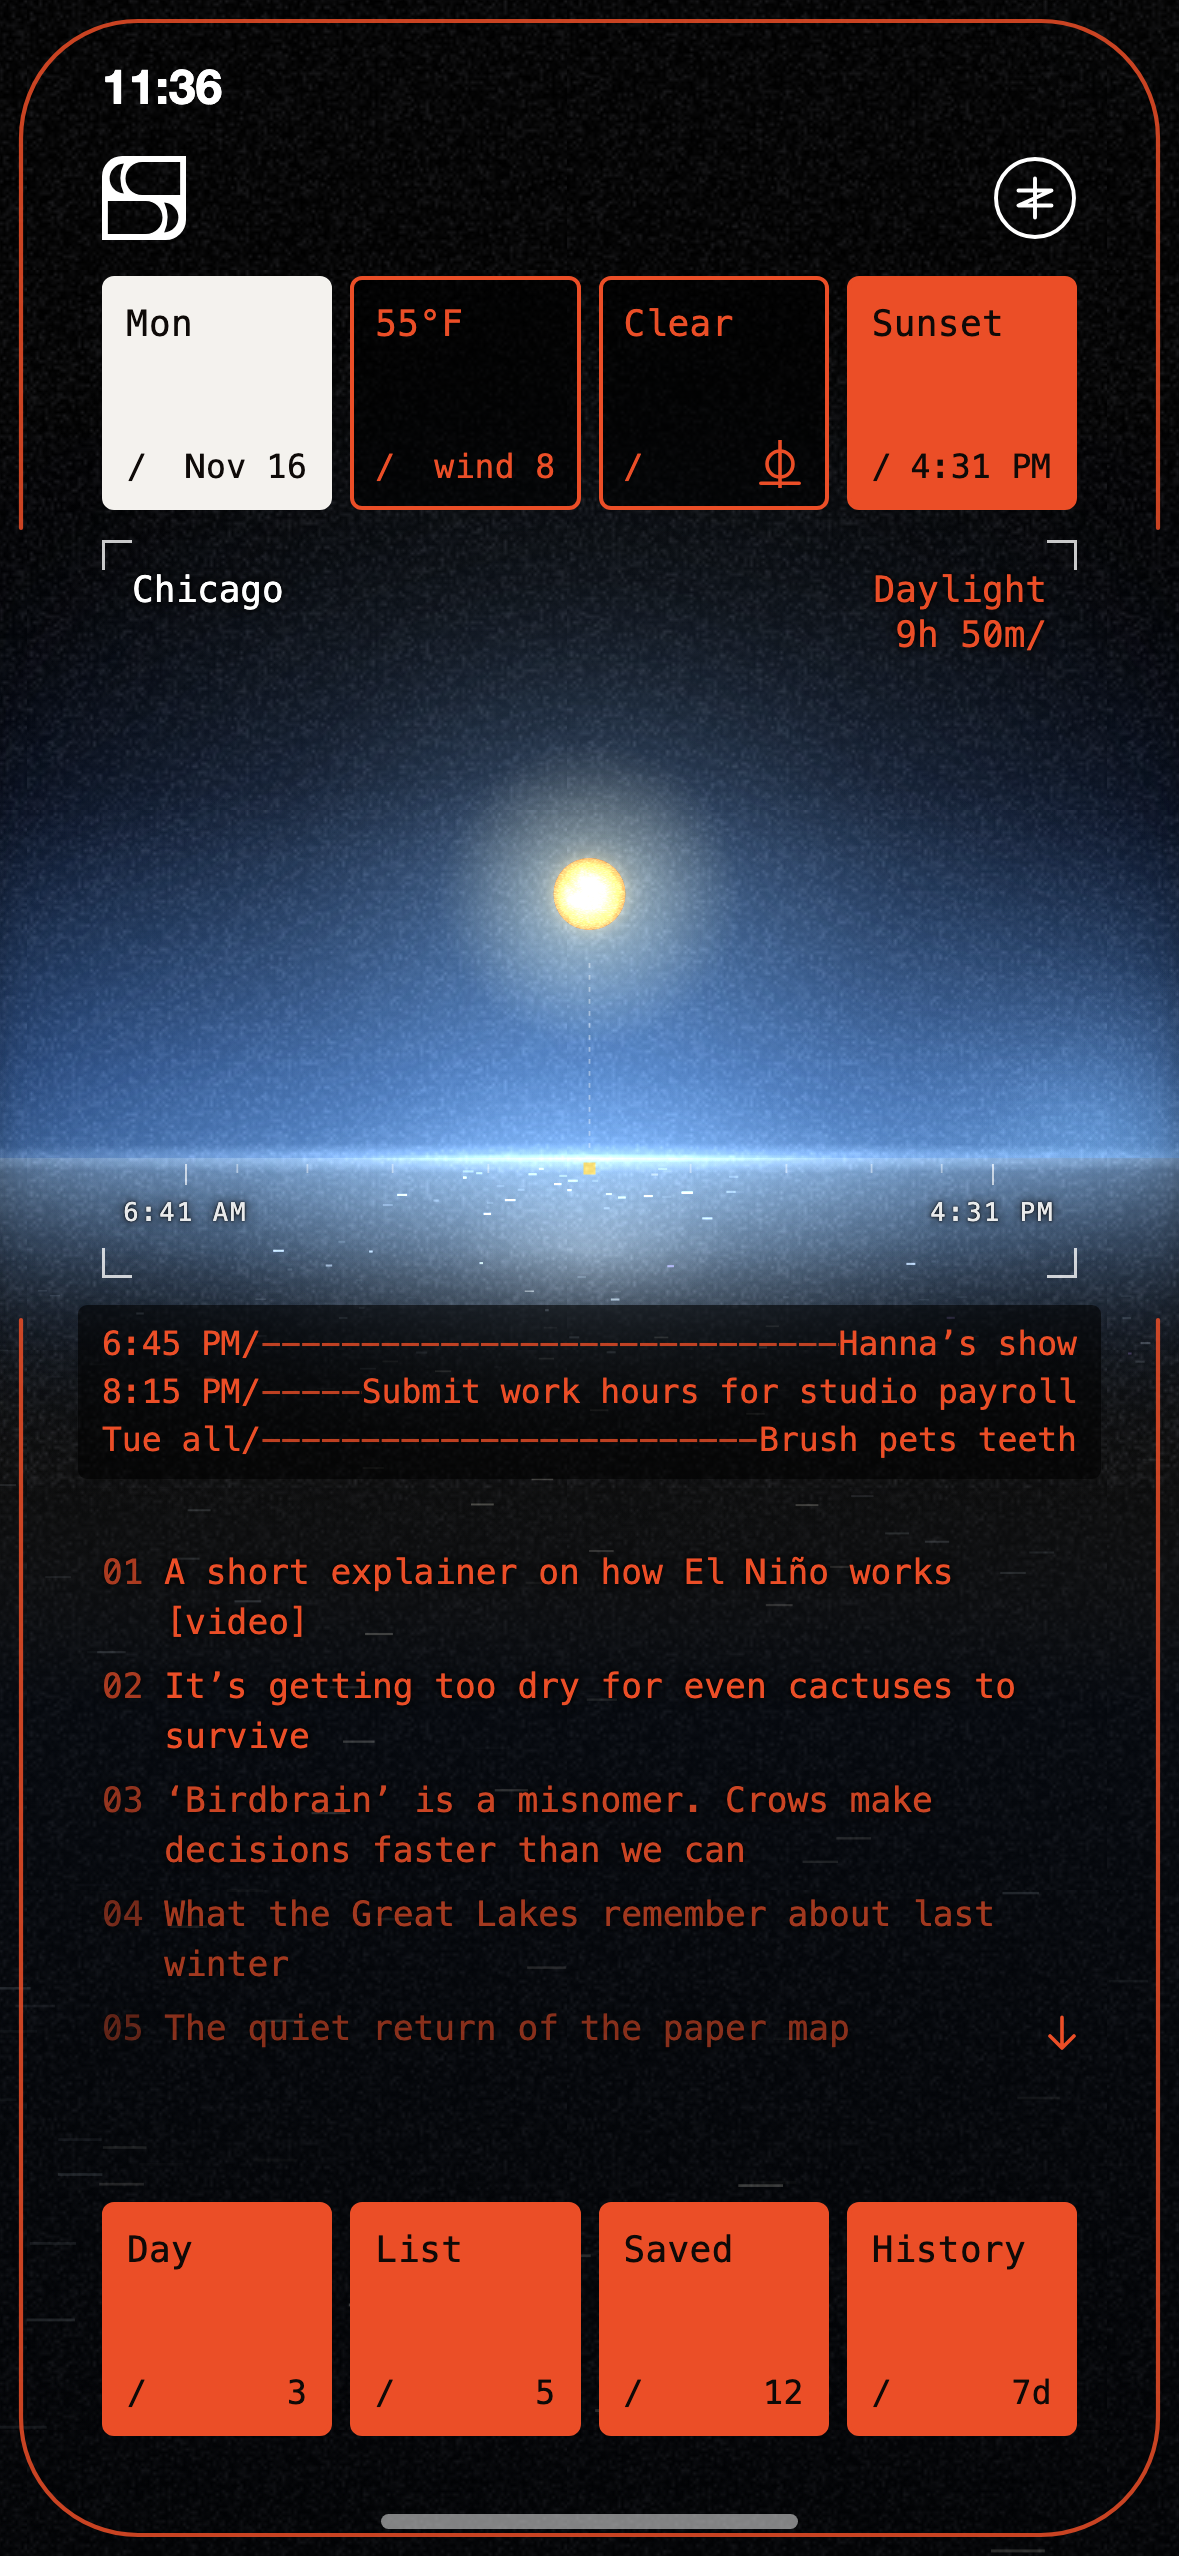 11:36
Mon
/ Nov 16
55°F
/ wind 8
Clear
/
Sunset
/ 4:31 PM
Chicago
Daylight
9h 50m/
6:41 AM
4:31 PM
6:45 PM/—————————————————————————————Hanna’s show
8:15 PM/—————Submit work hours for studio payroll
Tue all/—————————————————————————Brush pets teeth
01 A short explainer on how El Niño works
[video]
02 It’s getting too dry for even cactuses to
survive
03 ‘Birdbrain’ is a misnomer. Crows make
decisions faster than we can
04 What the Great Lakes remember about last
winter
05 The quiet return of the paper map
Day
/ 3
List
/ 5
Saved
/ 12
History
/ 7d